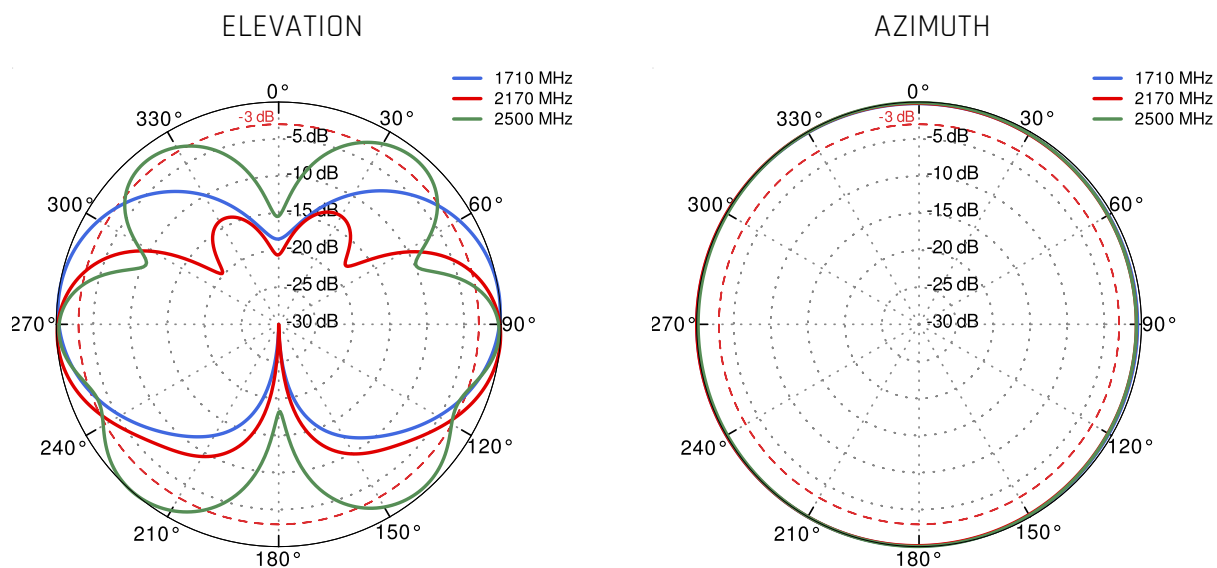 ELEVATION
1710 MHz
2170 MHz
2500 MHz
0°
330°
30°
-3 dB
-5 dB
-10 dB
300°
60°
-15 dB
-20 dB
-25 dB
270°
-30 dB
90°
240°
120°
210°
150°
180°
AZIMUTH
1710 MHz
2170 MHz
2500 MHz
0°
330°
30°
-3 dB
-5 dB
-10 dB
300°
60°
-15 dB
-20 dB
-25 dB
270°
-30 dB
90°
240°
120°
210°
150°
180°